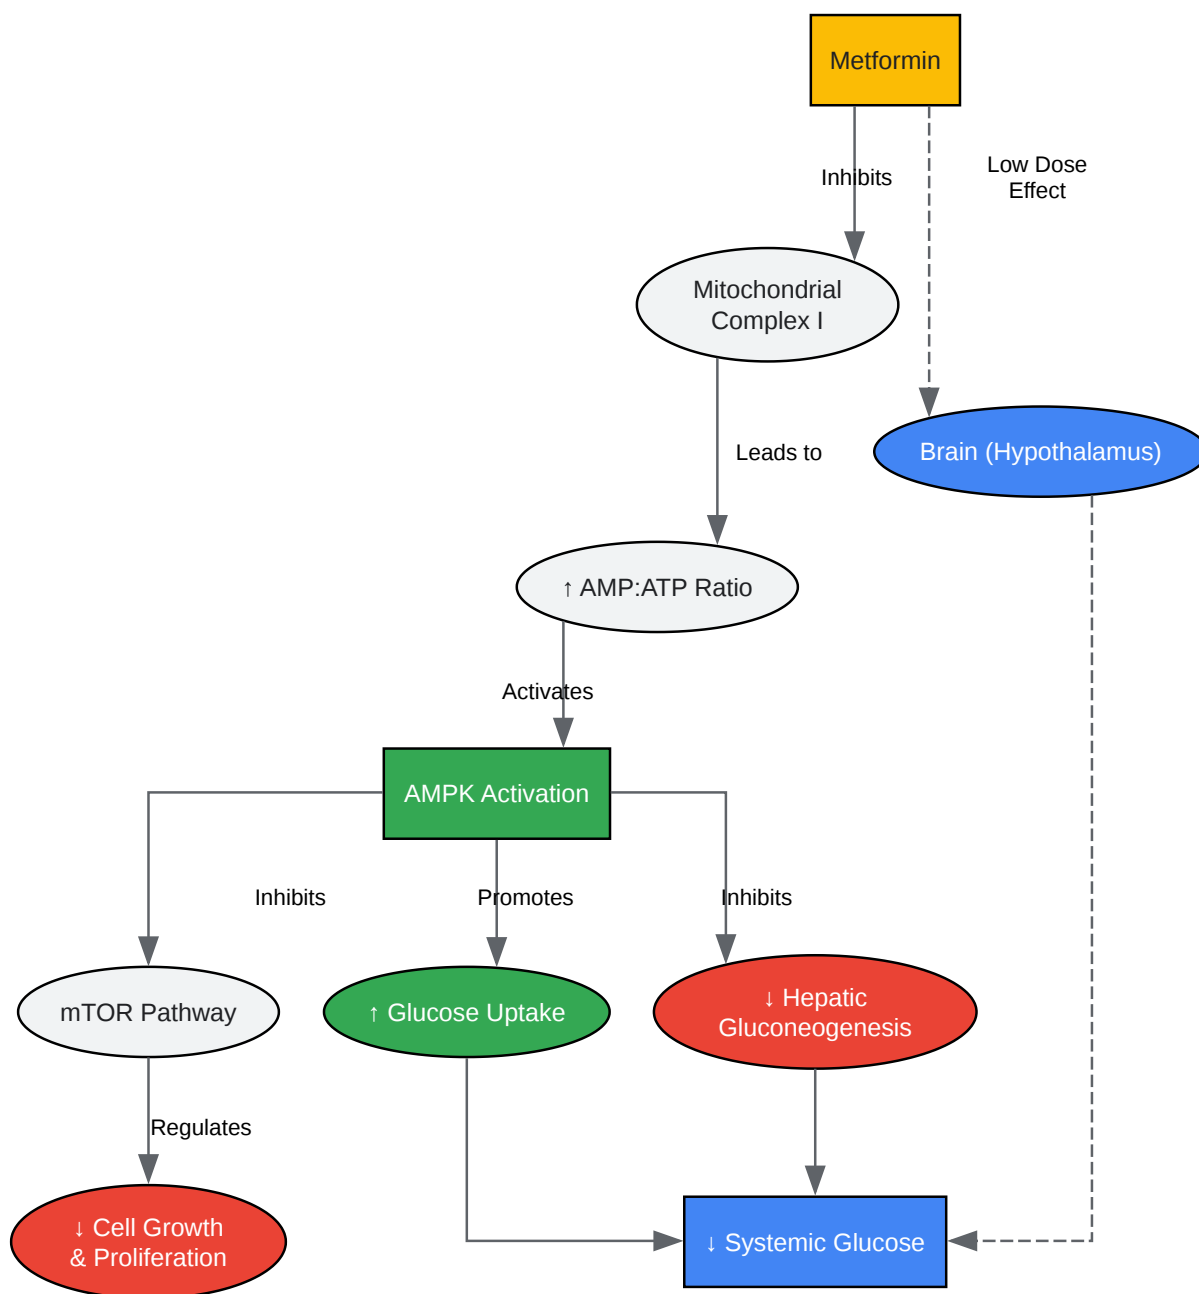 Metformin
Inhibits
Low Dose
Effect
Mitochondrial
Complex I
Leads to
Brain (Hypothalamus)
↑ AMP:ATP Ratio
Activates
AMPK Activation
Inhibits
Promotes
Inhibits
mTOR Pathway
↑ Glucose Uptake
↓ Hepatic
Gluconeogenesis
Regulates
↓ Cell Growth
& Proliferation
↓ Systemic Glucose